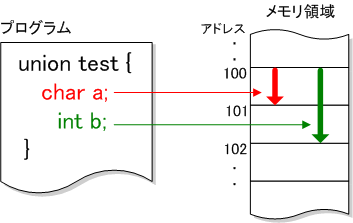 プログラム
union test {
char a;
int b;
}
メモリ領域
アドレス
・
・
100
101
102
・
・